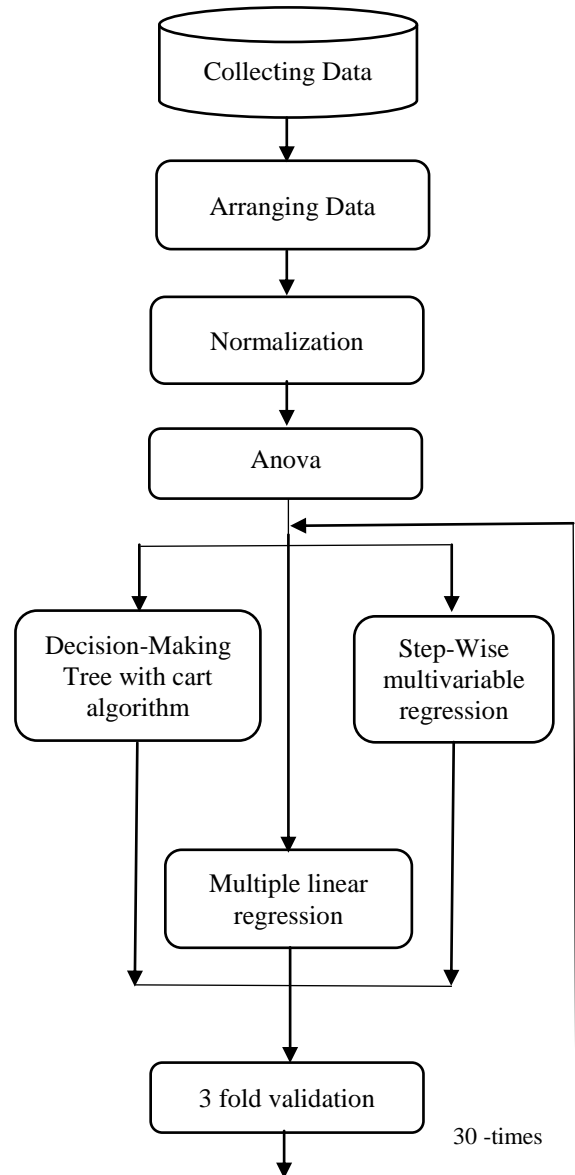 Collecting Data
Arranging Data
Normalization
Anova
Decision-Making
Tree with cart
algorithm
Step-Wise
multivariable
regression
Multiple linear
regression
3 fold validation
30 -times